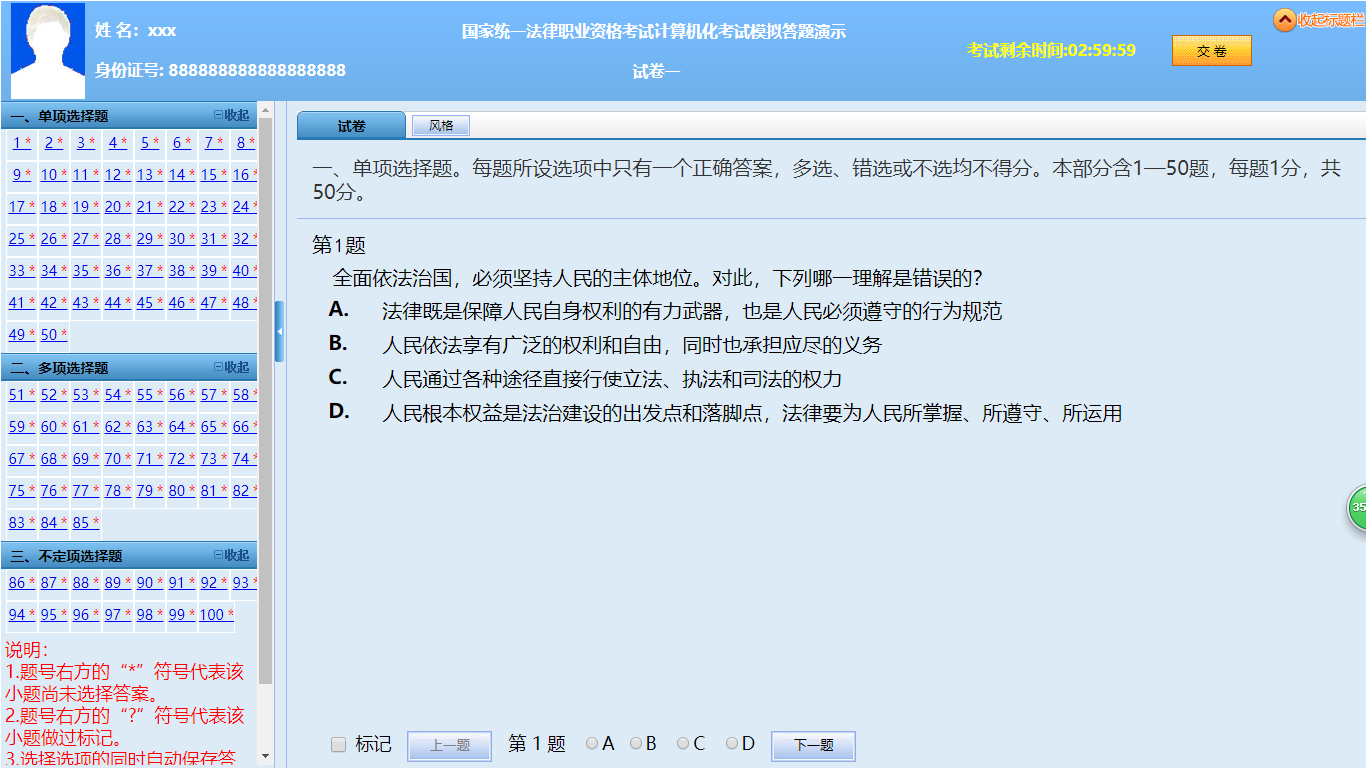 姓 名：xxx
身份证号: 888888888888888888
国家统一法律职业资格考试计算机化考试模拟答题演示
试卷一
考试剩余时间:02:59:59
交 卷
收起标题栏
一、单项选择题 收起
1 * 2 * 3 * 4 * 5 * 6 * 7 * 8 *
9 * 10 * 11 * 12 * 13 * 14 * 15 * 16 *
17 * 18 * 19 * 20 * 21 * 22 * 23 * 24 *
25 * 26 * 27 * 28 * 29 * 30 * 31 * 32 *
33 * 34 * 35 * 36 * 37 * 38 * 39 * 40 *
41 * 42 * 43 * 44 * 45 * 46 * 47 * 48 *
49 * 50 *
二、多项选择题 收起
51 * 52 * 53 * 54 * 55 * 56 * 57 * 58 *
59 * 60 * 61 * 62 * 63 * 64 * 65 * 66 *
67 * 68 * 69 * 70 * 71 * 72 * 73 * 74 *
75 * 76 * 77 * 78 * 79 * 80 * 81 * 82 *
83 * 84 * 85 *
三、不定项选择题 收起
86 * 87 * 88 * 89 * 90 * 91 * 92 * 93 *
94 * 95 * 96 * 97 * 98 * 99 * 100 *
说明：
1.题号右方的“*”符号代表该
小题尚未选择答案。
2.题号右方的“?”符号代表该
小题做过标记。
3.选择选项的同时自动保存答
试卷 风格
一、单项选择题。每题所设选项中只有一个正确答案，多选、错选或不选均不得分。本部分含1—50题，每题1分，共
50分。
第1题
全面依法治国，必须坚持人民的主体地位。对此，下列哪一理解是错误的？
A. 法律既是保障人民自身权利的有力武器，也是人民必须遵守的行为规范
B. 人民依法享有广泛的权利和自由，同时也承担应尽的义务
C. 人民通过各种途径直接行使立法、执法和司法的权力
D. 人民根本权益是法治建设的出发点和落脚点，法律要为人民所掌握、所遵守、所运用
35
标记 上一题 第 1 题 A B C D 下一题